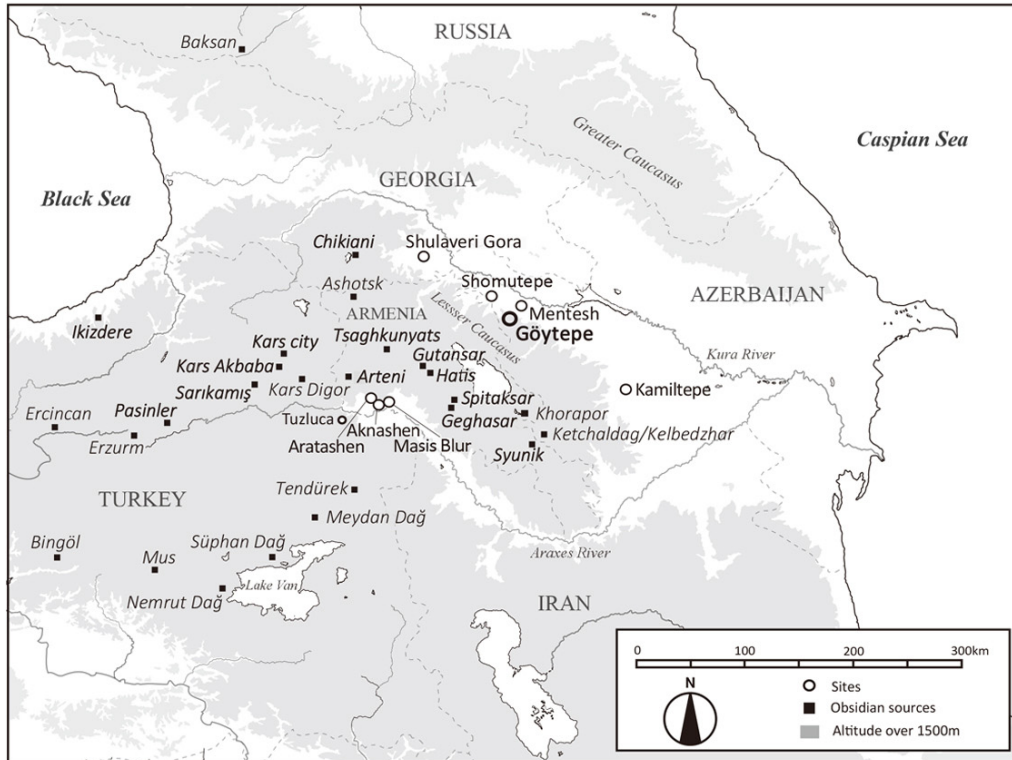 Baksan
RUSSIA
Greater Caucasus
Caspian Sea
Black Sea
GEORGIA
Chikiani
Shulaveri Gora
Ashotsk
Shomutepe
AZERBAIJAN
Lessser Caucasus
ARMENIA
Mentesh
Göytepe
Ikizdere
Tsaghkunyats
Kars city
Gutansar
Kura River
Kars Akbaba
Arteni
Hatis
Sarıkamış
Kars Digor
Kamiltepe
Spitaksar
Ercincan
Pasinler
Tuzluca
Geghasar
Khorapor
Erzurm
Aknashen
Ketchaldag/Kelbedzhar
Aratashen
Masis Blur
Syunik
Tendürek
TURKEY
Meydan Dağ
Bingöl
Mus
Süphan Dağ
Araxes River
Lake Van
Nemrut Dağ
IRAN
0 100 200 300km
N
Sites
Obsidian sources
Altitude over 1500m